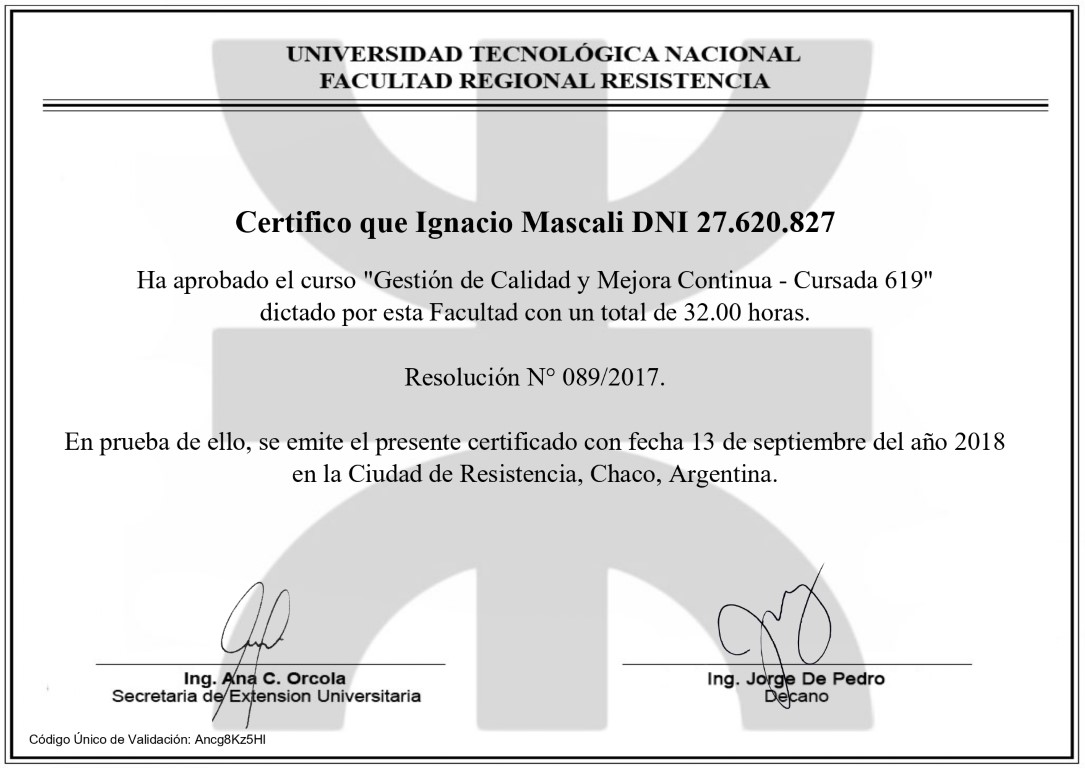 UNIVERSIDAD TECNOLÓGICA NACIONAL
FACULTAD REGIONAL RESISTENCIA
Certifico que Ignacio Mascali DNI 27.620.827
Ha aprobado el curso "Gestión de Calidad y Mejora Continua - Cursada 619"
dictado por esta Facultad con un total de 32.00 horas.
Resolución N° 089/2017.
En prueba de ello, se emite el presente certificado con fecha 13 de septiembre del año 2018
en la Ciudad de Resistencia, Chaco, Argentina.
Ing. Ana C. Orcola
Secretaria de Extension Universitaria
Ing. Jorge De Pedro
Decano
Código Único de Validación: Ancg8Kz5HI